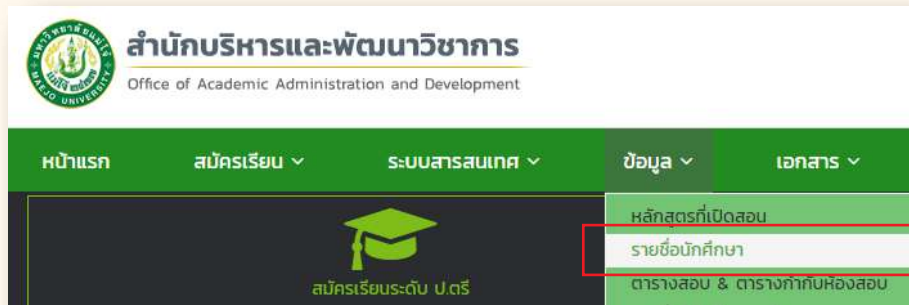 สำนักบริหารและพัฒนาวิชาการ
Office of Academic Administration and Development
หน้าแรก สมัครเรียน ระบบสารสนเทศ ข้อมูล เอกสาร
หลักสูตรที่เปิดสอน
รายชื่อนักศึกษา
สมัครเรียนระดับ ป.ตรี
ตารางสอบ & ตารางกำกับห้องสอบ